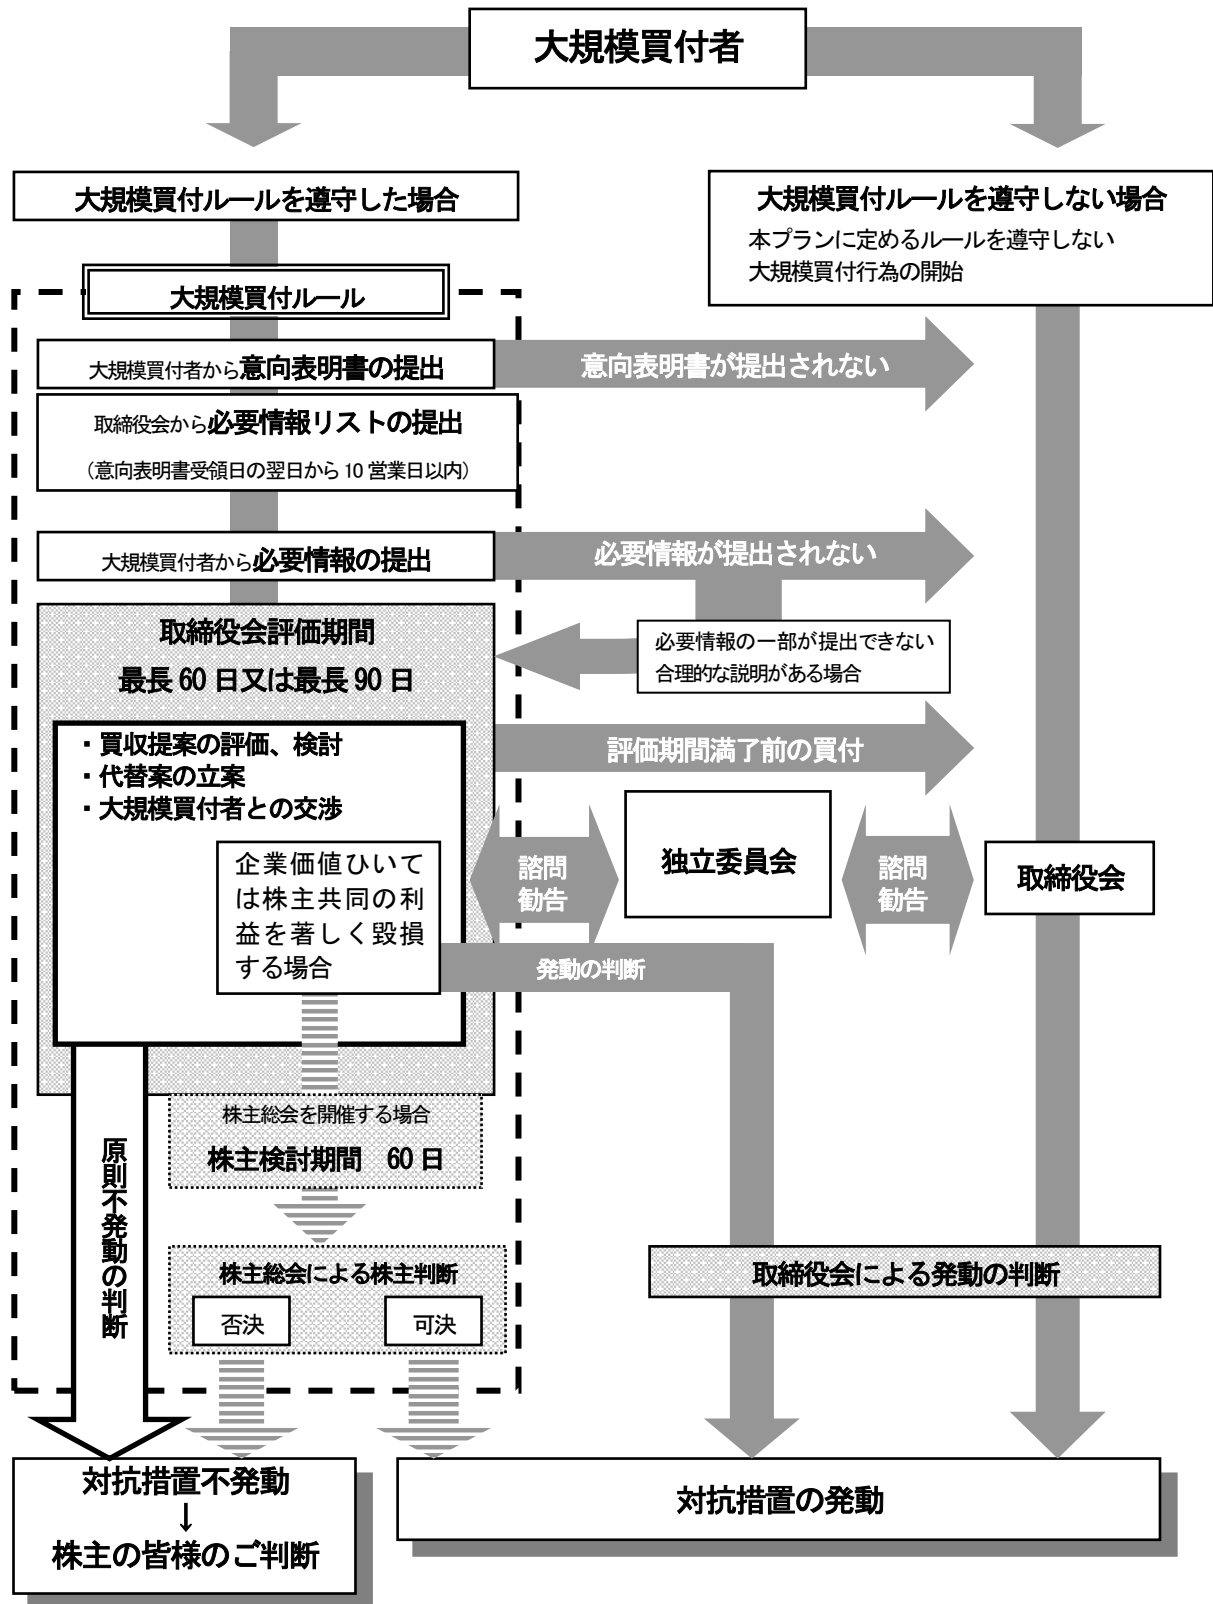 大規模買付者
大規模買付ルールを遵守した場合
大規模買付ルールを遵守しない場合
本プランに定めるルールを遵守しない
大規模買付行為の開始
大規模買付ルール
大規模買付者から意向表明書の提出
意向表明書が提出されない
取締役会から必要情報リストの提出
（意向表明書受領日の翌日から 10 営業日以内）
大規模買付者から必要情報の提出
必要情報が提出されない
取締役会評価期間
最長 60 日又は最長 90 日
必要情報の一部が提出できない
合理的な説明がある場合
・買収提案の評価、検討
・代替案の立案
・大規模買付者との交渉
評価期間満了前の買付
企業価値ひいて
は株主共同の利
益を著しく毀損
する場合
諮問
勧告
独立委員会
諮問
勧告
取締役会
発動の判断
株主総会を開催する場合
株主検討期間　60 日
原則不発動の判断
株主総会による株主判断
否決
可決
取締役会による発動の判断
対抗措置不発動
↓
株主の皆様のご判断
対抗措置の発動